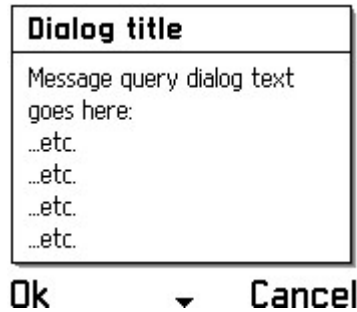 Dialog title
Message query dialog text
goes here:
...etc.
...etc.
...etc.
...etc.
Ok Cancel